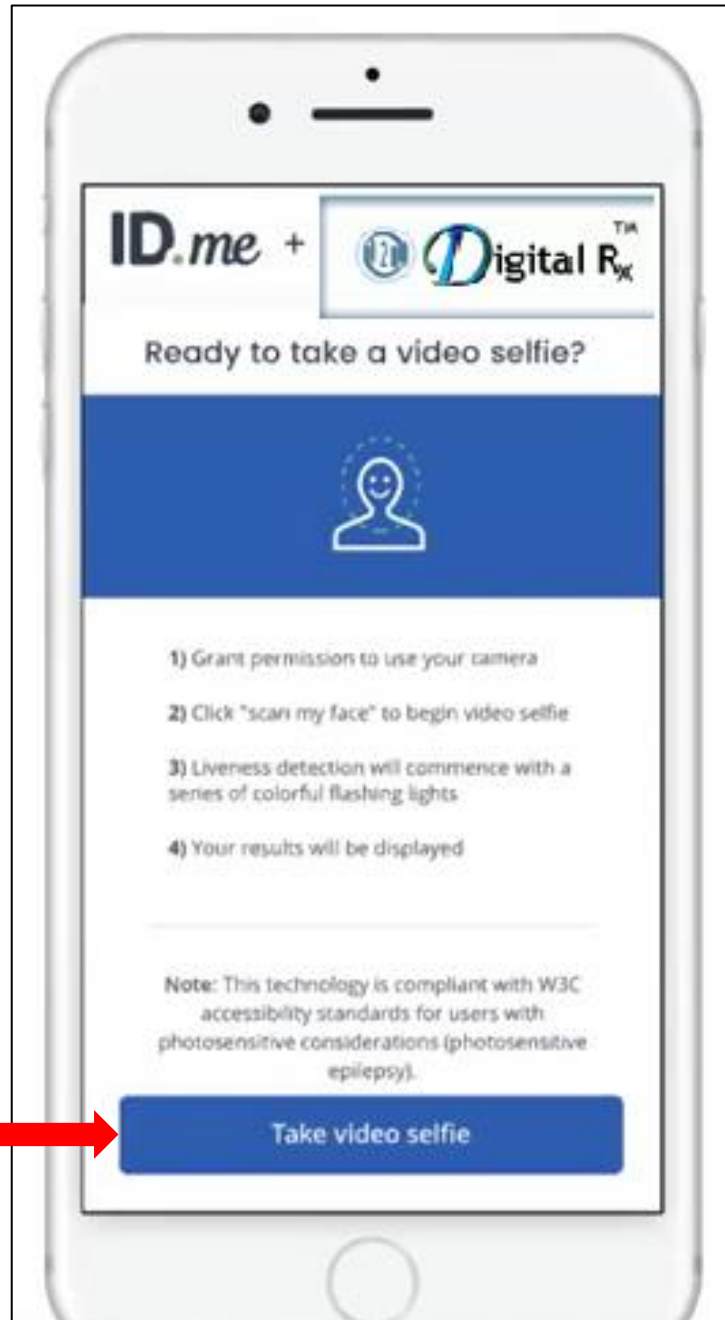 ID.me + H2H Digital Rx TM
Ready to take a video selfie?
1) Grant permission to use your camera
2) Click "scan my face" to begin video selfie
3) Liveness detection will commence with a
series of colorful flashing lights
4) Your results will be displayed
Note: This technology is compliant with W3C
accessibility standards for users with
photosensitive considerations (photosensitive
epilepsy).
Take video selfie